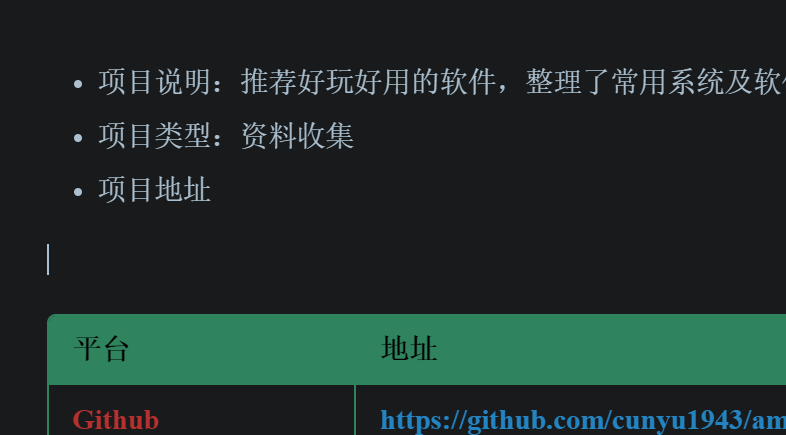 项目说明：推荐好玩好用的软件，整理了常用系统及软
项目类型：资料收集
项目地址
平台 地址
Github https://github.com/cunyu1943/am